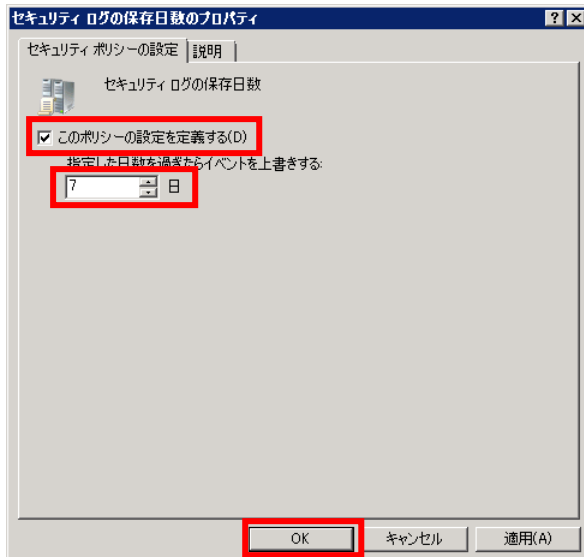 セキュリティ ログの保存日数のプロパティ
セキュリティ ポリシーの設定 説明
セキュリティ ログの保存日数
このポリシーの設定を定義する(D)
指定した日数を過ぎたらイベントを上書きする:
7 日
OK キャンセル 適用(A)